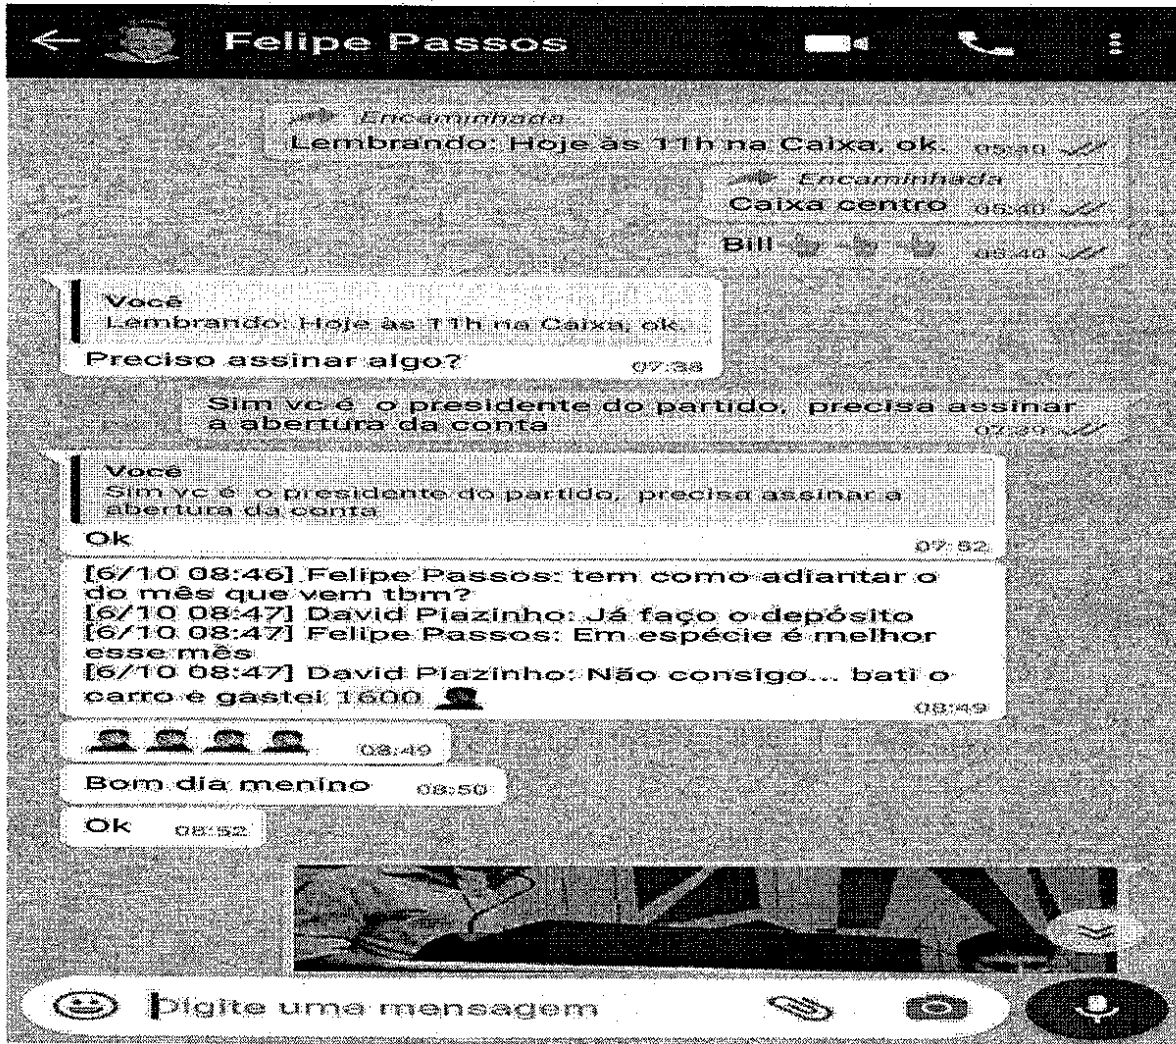 Felipe Passos
Encaminhada
Lembrando: Hoje às 11h na Caixa, ok. 05:40
Encaminhada
Caixa centro 05:40
Bill 05:40
Você
Lembrando: Hoje às 11h na Caixa, ok.
Preciso assinar algo? 07:38
Sim vc é o presidente do partido, precisa assinar
a abertura da conta 07:39
Você
Sim vc é o presidente do partido, precisa assinar a
abertura da conta
Ok 07:52
[6/10 08:46] Felipe Passos: tem como adiantar o
do mês que vem tbm?
[6/10 08:47] David Piazinho: Já faço o depósito
[6/10 08:47] Felipe Passos: Em espécie é melhor
esse mês
[6/10 08:47] David Piazinho: Não consigo... bati o
carro e gastei 1600 08:49
08:49
Bom dia menino 08:50
Ok 08:52
Digite uma mensagem